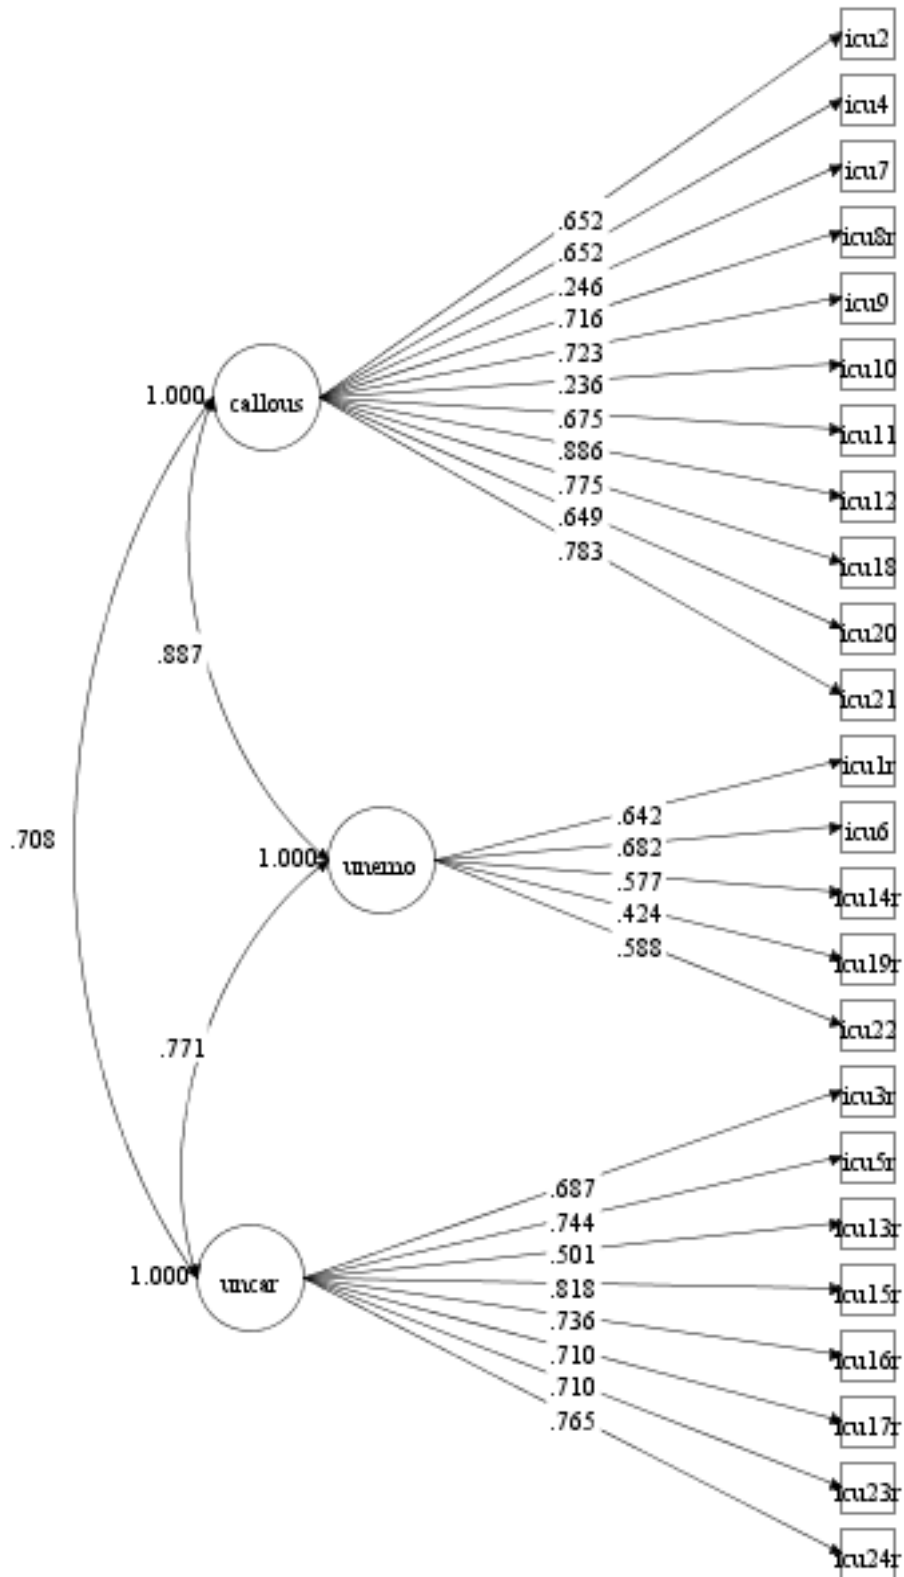 icu2
icu4
icu7
icu8r
icu9
icu10
icu11
icu12
icu18
icu20
icu21
.652
.652
.246
.716
.723
.236
.675
.886
.775
.649
.783
1.000
callous
.887
.708
1.000
unemo
.642
.682
.577
.424
.588
icu1r
icu6
icu14r
icu19r
icu22
.771
1.000
uncar
.687
.744
.501
.818
.736
.710
.710
.765
icu3r
icu5r
icu13r
icu15r
icu16r
icu17r
icu23r
icu24r